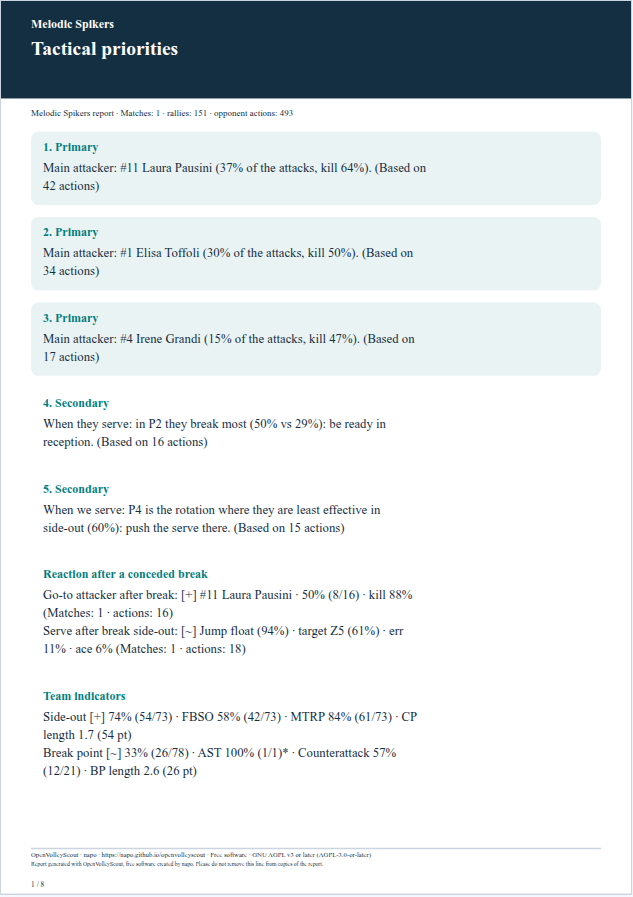 Melodic Spikers
Tactical priorities
Melodic Spikers report · Matches: 1 · rallies: 151 · opponent actions: 493
1. Primary
Main attacker: #11 Laura Pausini (37% of the attacks, kill 64%). (Based on
42 actions)
2. Primary
Main attacker: #1 Elisa Toffoli (30% of the attacks, kill 50%). (Based on
34 actions)
3. Primary
Main attacker: #4 Irene Grandi (15% of the attacks, kill 47%). (Based on
17 actions)
4. Secondary
When they serve: in P2 they break most (50% vs 29%): be ready in
reception. (Based on 16 actions)
5. Secondary
When we serve: P4 is the rotation where they are least effective in
side-out (60%): push the serve there. (Based on 15 actions)
Reaction after a conceded break
Go-to attacker after break: [+] #11 Laura Pausini · 50% (8/16) · kill 88%
(Matches: 1 · actions: 16)
Serve after break side-out: [~] Jump float (94%) · target Z5 (61%) · err
11% · ace 6% (Matches: 1 · actions: 18)
Team indicators
Side-out [+] 74% (54/73) · FBSO 58% (42/73) · MTRP 84% (61/73) · CP
length 1.7 (54 pt)
Break point [~] 33% (26/78) · AST 100% (1/1)* · Counterattack 57%
(12/21) · BP length 2.6 (26 pt)
OpenVolleyScout · napo · https://napo.github.io/openvolleyscout · Free software · GNU AGPL v3 or later (AGPL-3.0-or-later)
Report generated with OpenVolleyScout, free software created by napo. Please do not remove this line from copies of the report.
1 / 8